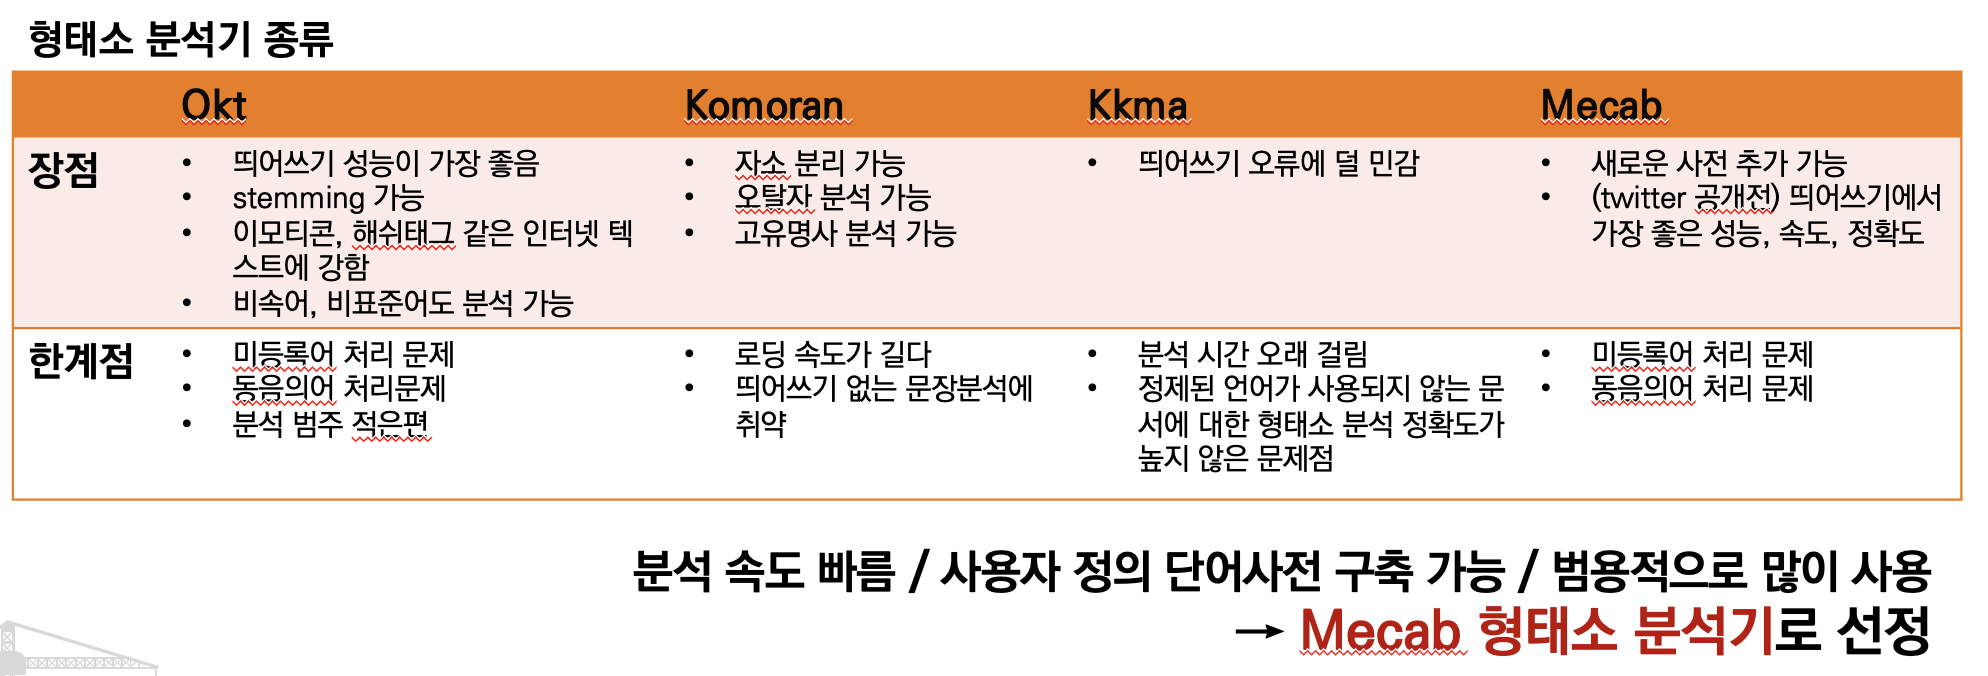 형태소 분석기 종류
Okt Komoran Kkma Mecab
장점
• 띄어쓰기 성능이 가장 좋음
• stemming 가능
• 이모티콘, 해쉬태그 같은 인터넷 텍
스트에 강함
• 비속어, 비표준어도 분석 가능
• 자소 분리 가능
• 오탈자 분석 가능
• 고유명사 분석 가능
• 띄어쓰기 오류에 덜 민감
• 새로운 사전 추가 가능
• (twitter 공개전) 띄어쓰기에서
가장 좋은 성능, 속도, 정확도
한계점
• 미등록어 처리 문제
• 동음의어 처리문제
• 분석 범주 적은편
• 로딩 속도가 길다
• 띄어쓰기 없는 문장분석에
취약
• 분석 시간 오래 걸림
• 정제된 언어가 사용되지 않는 문
서에 대한 형태소 분석 정확도가
높지 않은 문제점
• 미등록어 처리 문제
• 동음의어 처리 문제
분석 속도 빠름 / 사용자 정의 단어사전 구축 가능 / 범용적으로 많이 사용
→ Mecab 형태소 분석기로 선정